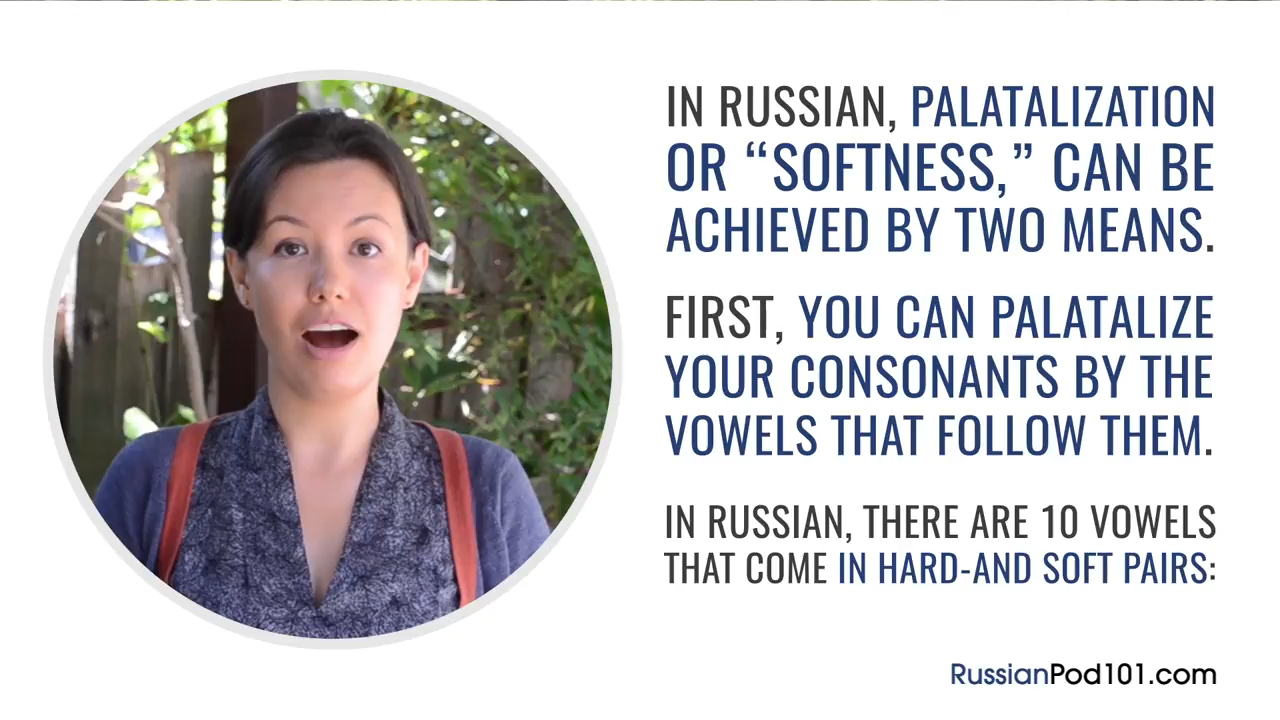 IN RUSSIAN, PALATALIZATION
OR “SOFTNESS,” CAN BE
ACHIEVED BY TWO MEANS.
FIRST, YOU CAN PALATALIZE
YOUR CONSONANTS BY THE
VOWELS THAT FOLLOW THEM.
IN RUSSIAN, THERE ARE 10 VOWELS
THAT COME IN HARD-AND SOFT PAIRS:
RussianPod101.com